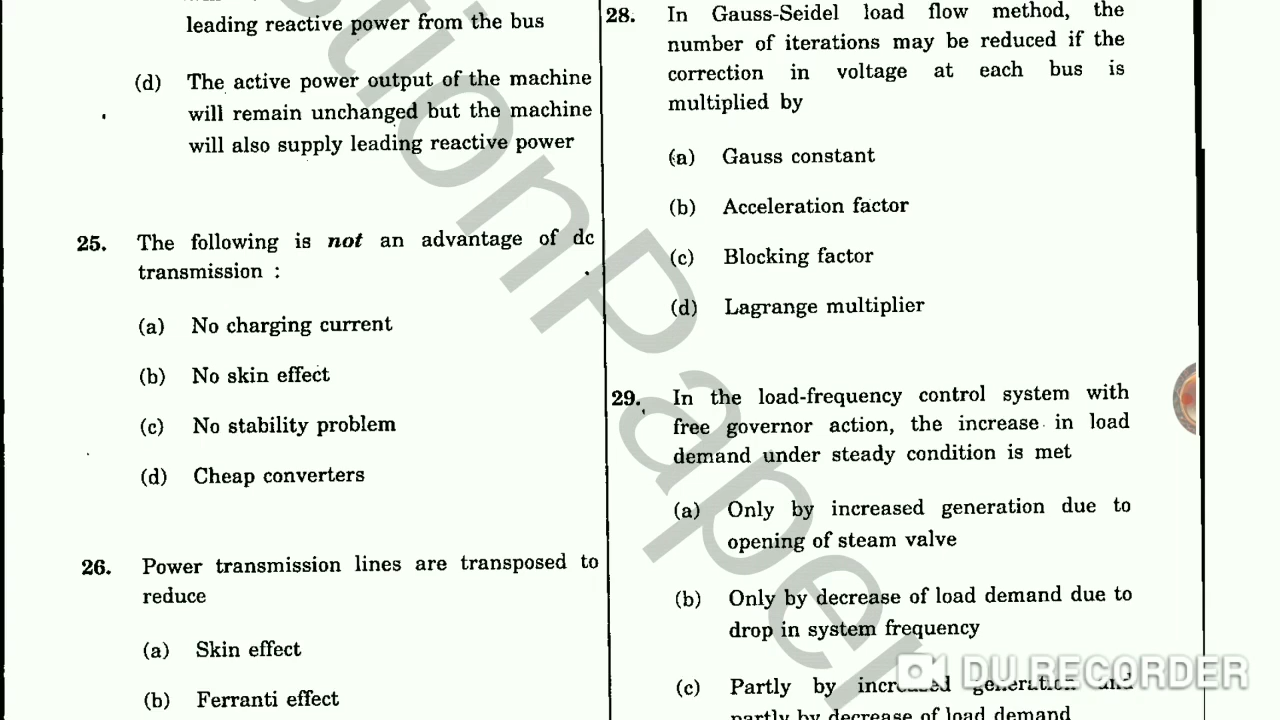 leading reactive power from the bus
(d) The active power output of the machine
will remain unchanged but the machine
will also supply leading reactive power
25. The following is not an advantage of dc
transmission :
(a) No charging current
(b) No skin effect
(c) No stability problem
(d) Cheap converters
26. Power transmission lines are transposed to
reduce
(a) Skin effect
(b) Ferranti effect
28. In Gauss-Seidel load flow method, the
number of iterations may be reduced if the
correction in voltage at each bus is
multiplied by
(a) Gauss constant
(b) Acceleration factor
(c) Blocking factor
(d) Lagrange multiplier
29. In the load-frequency control system with
free governor action, the increase in load
demand under steady condition is met
(a) Only by increased generation due to
opening of steam valve
(b) Only by decrease of load demand due to
drop in system frequency
(c) Partly by increased generation and
partly by decrease of load demand
stionPaper
DU RECORDER